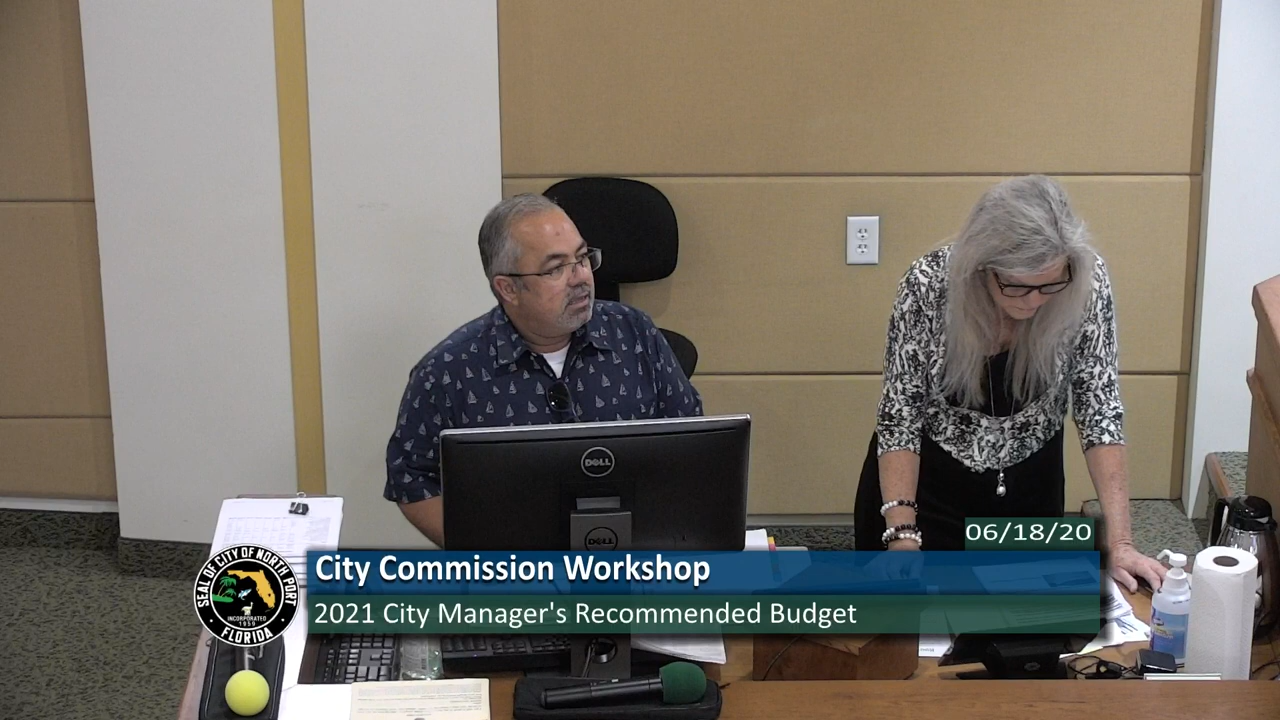 DELL
DELL
06/18/20
City Commission Workshop
2021 City Manager's Recommended Budget
SEAL OF CITY OF NORTH PORT
INCORPORATED
1959
FLORIDA